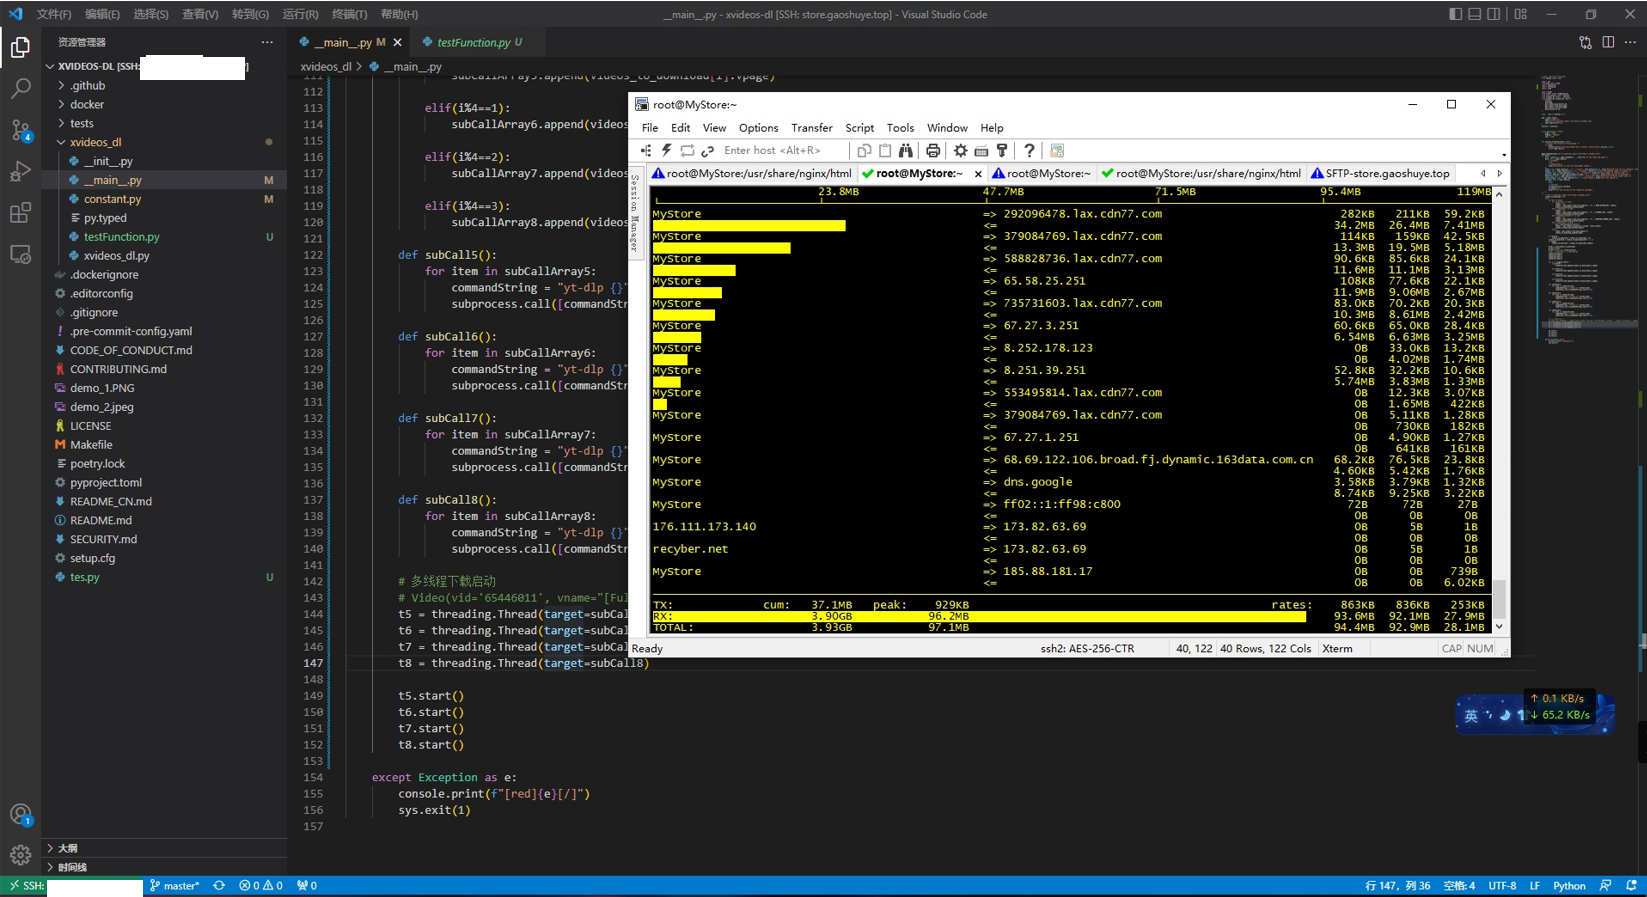 文件(F) 编辑(E) 选择(S) 查看(V) 转到(G) 运行(R) 终端(T) 帮助(H)
__main__.py - xvideos-dl [SSH: store.gaoshuye.top] - Visual Studio Code
资源管理器
XVIDEOS-DL [SSH:
.github
docker
tests
xvideos_dl
__init__.py
__main__.py M
constant.py M
py.typed
testFunction.py U
xvideos_dl.py
.dockerignore
.editorconfig
.gitignore
.pre-commit-config.yaml
CODE_OF_CONDUCT.md
CONTRIBUTING.md
demo_1.PNG
demo_2.jpeg
LICENSE
Makefile
poetry.lock
pyproject.toml
README_CN.md
README.md
SECURITY.md
setup.cfg
tes.py U
大纲
时间线
__main__.py M
testFunction.py U
xvideos_dl > __main__.py
111 subCallArray5.append(videos_to_download[i].vpage)
112
113 elif(i%4==1):
114 subCallArray6.append(videos
115
116 elif(i%4==2):
117 subCallArray7.append(videos
118
119 elif(i%4==3):
120 subCallArray8.append(videos
121
122 def subCall5():
123 for item in subCallArray5:
124 commandString = "yt-dlp {}"
125 subprocess.call([commandStr
126
127 def subCall6():
128 for item in subCallArray6:
129 commandString = "yt-dlp {}"
130 subprocess.call([commandStr
131
132 def subCall7():
133 for item in subCallArray7:
134 commandString = "yt-dlp {}"
135 subprocess.call([commandStr
136
137 def subCall8():
138 for item in subCallArray8:
139 commandString = "yt-dlp {}"
140 subprocess.call([commandStr
141
142 # 多线程下载启动
143 # Video(vid='65446011', vname="[Ful
144 t5 = threading.Thread(target=subCal
145 t6 = threading.Thread(target=subCal
146 t7 = threading.Thread(target=subCal
147 t8 = threading.Thread(target=subCall8)
148
149 t5.start()
150 t6.start()
151 t7.start()
152 t8.start()
153
154 except Exception as e:
155 console.print(f"[red]{e}[/]")
156 sys.exit(1)
157
root@MyStore:~
File Edit View Options Transfer Script Tools Window Help
Enter host <Alt+R>
Session Manager
root@MyStore:/usr/share/nginx/html root@MyStore:~ root@MyStore:~ root@MyStore:/usr/share/nginx/html SFTP-store.gaoshuye.top
23.8MB 47.7MB 71.5MB 95.4MB 119MB
MyStore => 292096478.lax.cdn77.com 282KB 211KB 59.2KB
<= 34.2MB 26.4MB 7.41MB
MyStore => 379084769.lax.cdn77.com 114KB 159KB 42.5KB
<= 13.3MB 19.5MB 5.18MB
MyStore => 588828736.lax.cdn77.com 90.6KB 85.6KB 24.1KB
<= 11.6MB 11.1MB 3.13MB
MyStore => 65.58.25.251 108KB 77.6KB 22.1KB
<= 11.9MB 9.06MB 2.67MB
MyStore => 735731603.lax.cdn77.com 83.0KB 70.2KB 20.3KB
<= 10.3MB 8.61MB 2.42MB
MyStore => 67.27.3.251 60.6KB 65.0KB 28.4KB
<= 6.54MB 6.63MB 3.25MB
MyStore => 8.252.178.123 0B 33.0KB 13.2KB
<= 0B 4.02MB 1.74MB
MyStore => 8.251.39.251 52.8KB 32.2KB 10.6KB
<= 5.74MB 3.83MB 1.33MB
MyStore => 553495814.lax.cdn77.com 0B 12.3KB 3.07KB
<= 0B 1.65MB 422KB
MyStore => 379084769.lax.cdn77.com 0B 5.11KB 1.28KB
<= 0B 730KB 182KB
MyStore => 67.27.1.251 0B 4.90KB 1.27KB
<= 0B 641KB 161KB
MyStore => 68.69.122.106.broad.fj.dynamic.163data.com.cn 68.2KB 76.5KB 23.8KB
<= 4.60KB 5.42KB 1.76KB
MyStore => dns.google 3.58KB 3.79KB 1.32KB
<= 8.74KB 9.25KB 3.22KB
MyStore => ff02::1:ff98:c800 72B 72B 27B
<= 0B 0B 0B
176.111.173.140 => 173.82.63.69 0B 5B 1B
<= 0B 0B 0B
recyber.net => 173.82.63.69 0B 5B 1B
<= 0B 0B 0B
MyStore => 185.88.181.17 0B 0B 739B
<= 0B 0B 6.02KB
TX: cum: 37.1MB peak: 929KB rates: 863KB 836KB 253KB
RX: 3.90GB 96.2MB 93.6MB 92.1MB 27.9MB
TOTAL: 3.93GB 97.1MB 94.4MB 92.9MB 28.1MB
Ready ssh2: AES-256-CTR 40, 122 40 Rows, 122 Cols Xterm CAP NUM
英
↑ 0.1 KB/s
↓ 65.2 KB/s
SSH: master* 0 0 0
行 147，列 36 空格: 4 UTF-8 LF Python